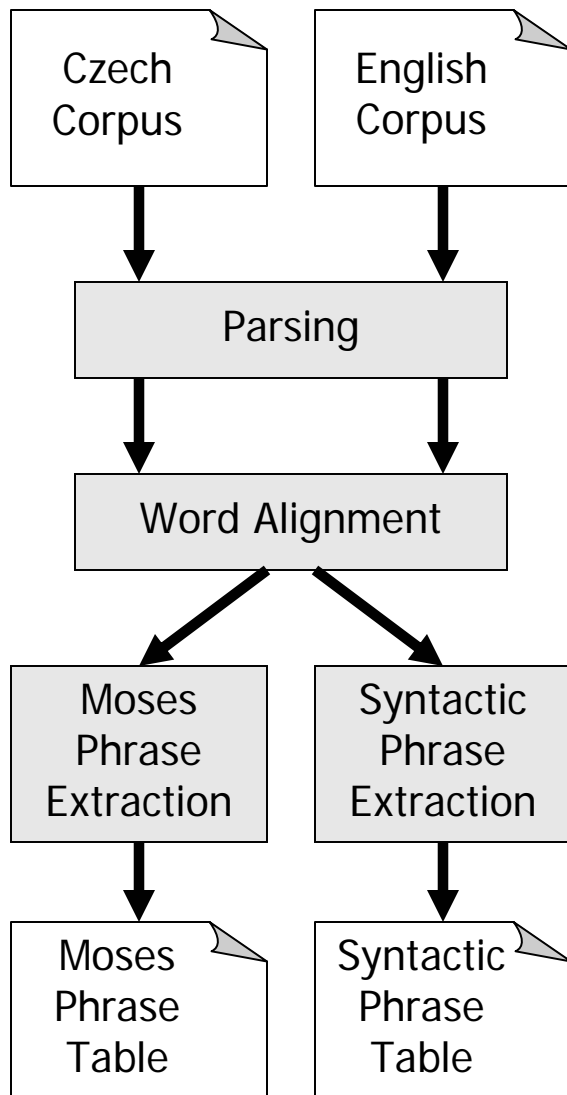 Czech
Corpus
English
Corpus
Parsing
Word Alignment
Moses
Phrase
Extraction
Syntactic
Phrase
Extraction
Moses
Phrase
Table
Syntactic
Phrase
Table